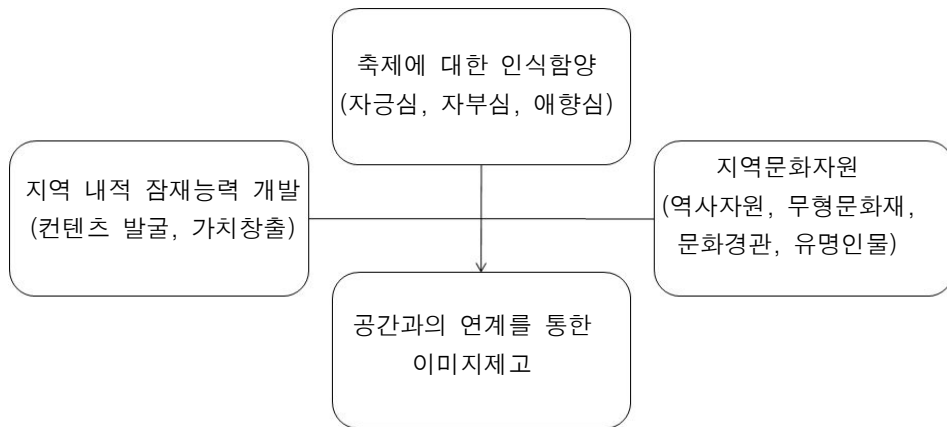 축제에 대한 인식함양
(자긍심, 자부심, 애향심)
지역 내적 잠재능력 개발
(컨텐츠 발굴, 가치창출)
지역문화자원
(역사자원, 무형문화재,
문화경관, 유명인물)
공간과의 연계를 통한
이미지제고